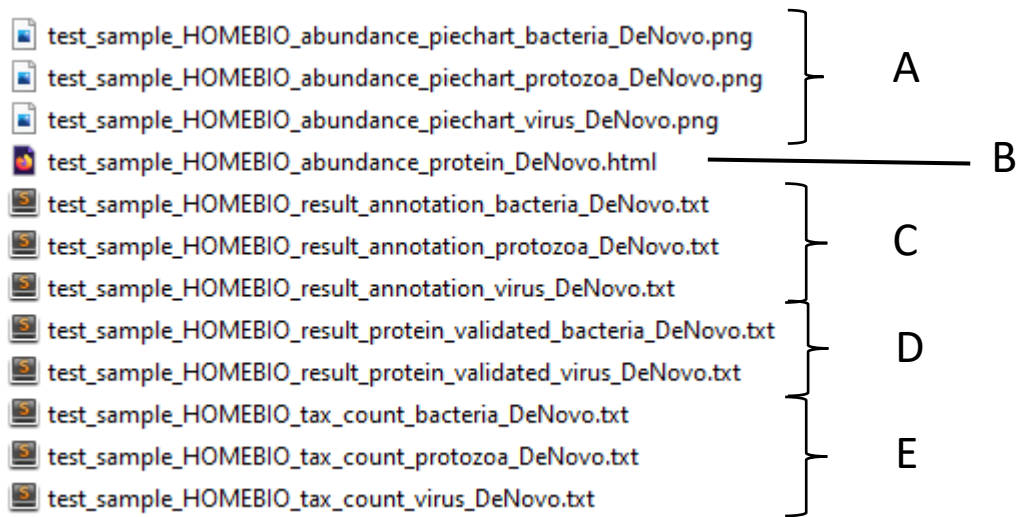 test_sample_HOMEBIO_abundance_piechart_bacteria_DeNovo.png
test_sample_HOMEBIO_abundance_piechart_protozoa_DeNovo.png
A
test_sample_HOMEBIO_abundance_piechart_virus_DeNovo.png
test_sample_HOMEBIO_abundance_protein_DeNovo.html
B
test_sample_HOMEBIO_result_annotation_bacteria_DeNovo.txt
test_sample_HOMEBIO_result_annotation_protozoa_DeNovo.txt
C
test_sample_HOMEBIO_result_annotation_virus_DeNovo.txt
test_sample_HOMEBIO_result_protein_validated_bacteria_DeNovo.txt
D
test_sample_HOMEBIO_result_protein_validated_virus_DeNovo.txt
test_sample_HOMEBIO_tax_count_bacteria_DeNovo.txt
test_sample_HOMEBIO_tax_count_protozoa_DeNovo.txt
E
test_sample_HOMEBIO_tax_count_virus_DeNovo.txt